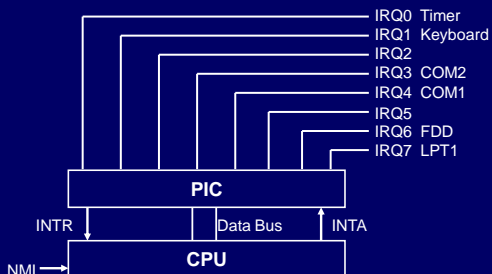 IRQ0 Timer
IRQ1 Keyboard
IRQ2
IRQ3 COM2
IRQ4 COM1
IRQ5
IRQ6 FDD
IRQ7 LPT1
PIC
INTR Data Bus INTA
CPU
NMI